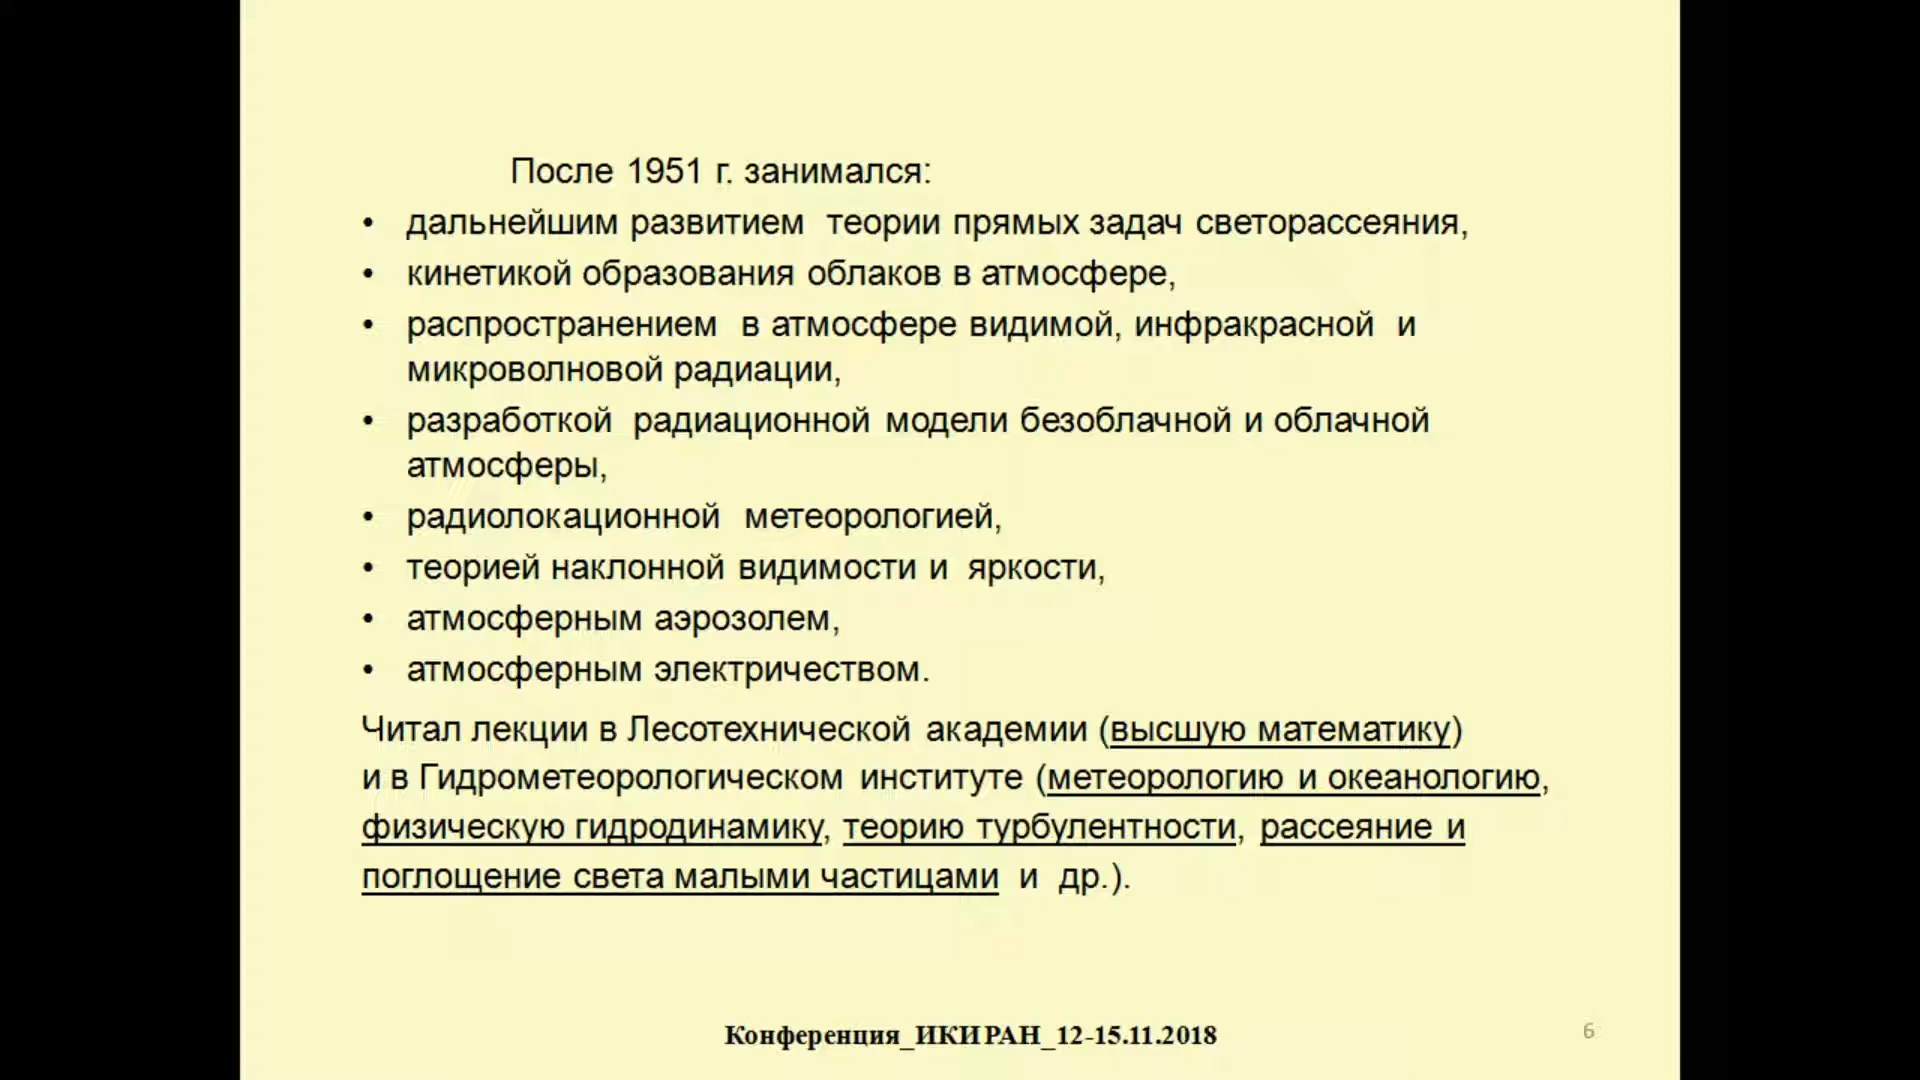 После 1951 г. занимался:
• дальнейшим развитием теории прямых задач светорассеяния,
• кинетикой образования облаков в атмосфере,
• распространением в атмосфере видимой, инфракрасной и
микроволновой радиации,
• разработкой радиационной модели безоблачной и облачной
атмосферы,
• радиолокационной метеорологией,
• теорией наклонной видимости и яркости,
• атмосферным аэрозолем,
• атмосферным электричеством.
Читал лекции в Лесотехнической академии (высшую математику)
и в Гидрометеорологическом институте (метеорологию и океанологию,
физическую гидродинамику, теорию турбулентности, рассеяние и
поглощение света малыми частицами и др.).
Конференция_ИКИ РАН_12-15.11.2018
6